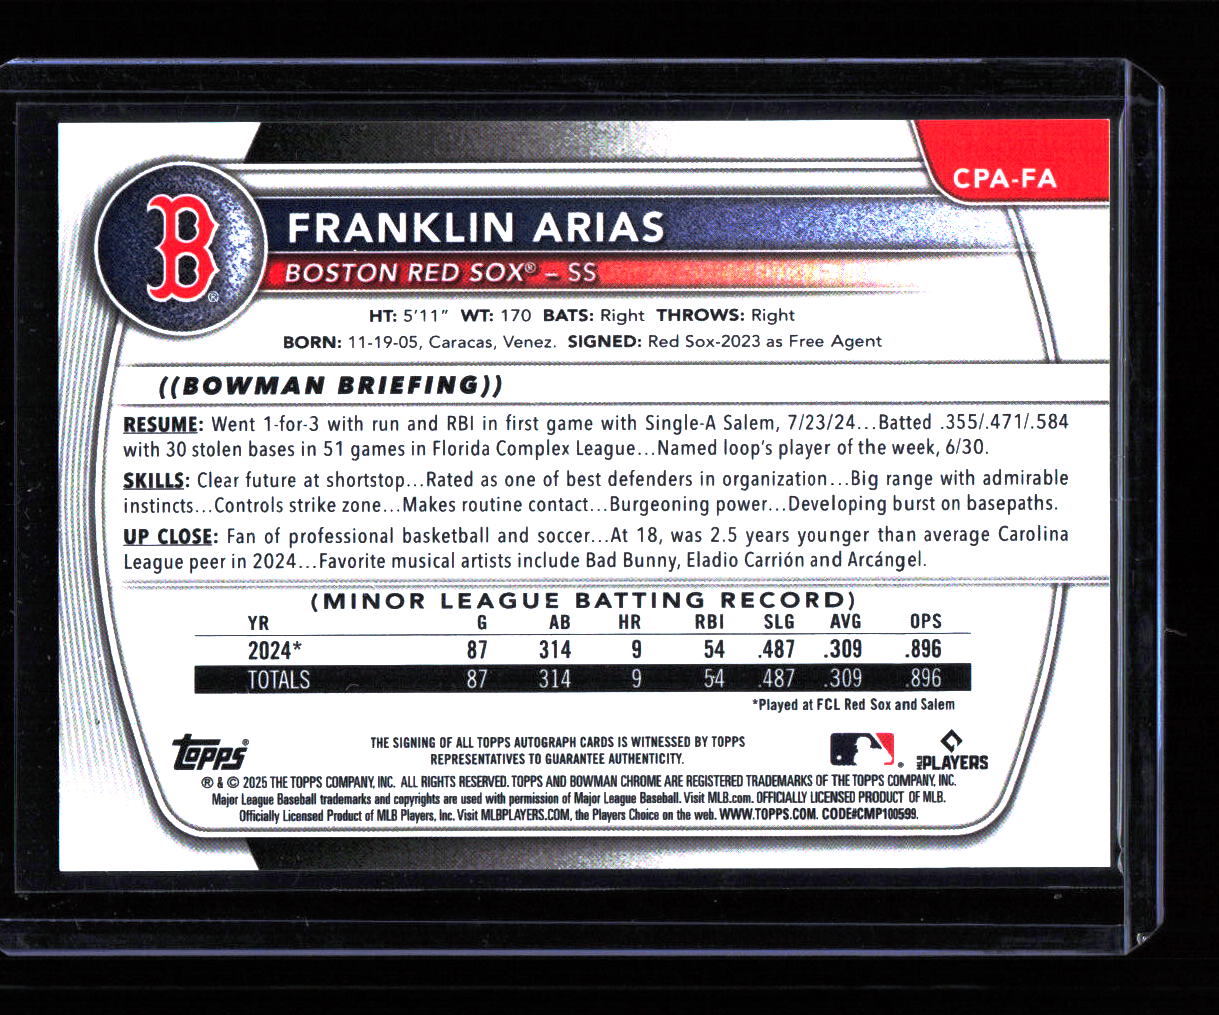 CPA-FA
B
®
FRANKLIN ARIAS
BOSTON RED SOX® – SS
HT: 5'11" WT: 170 BATS: Right THROWS: Right
BORN: 11-19-05, Caracas, Venez. SIGNED: Red Sox-2023 as Free Agent
((BOWMAN BRIEFING))
RESUME: Went 1-for-3 with run and RBI in first game with Single-A Salem, 7/23/24...Batted .355/.471/.584
with 30 stolen bases in 51 games in Florida Complex League...Named loop's player of the week, 6/30.
SKILLS: Clear future at shortstop...Rated as one of best defenders in organization...Big range with admirable
instincts...Controls strike zone...Makes routine contact...Burgeoning power...Developing burst on basepaths.
UP CLOSE: Fan of professional basketball and soccer...At 18, was 2.5 years younger than average Carolina
League peer in 2024...Favorite musical artists include Bad Bunny, Eladio Carrión and Arcángel.
(MINOR LEAGUE BATTING RECORD)
YR G AB HR RBI SLG AVG OPS
2024* 87 314 9 54 .487 .309 .896
TOTALS 87 314 9 54 .487 .309 .896
*Played at FCL Red Sox and Salem
Topps®
THE SIGNING OF ALL TOPPS AUTOGRAPH CARDS IS WITNESSED BY TOPPS
REPRESENTATIVES TO GUARANTEE AUTHENTICITY.
MLB PLAYERS
® & © 2025 THE TOPPS COMPANY, INC. ALL RIGHTS RESERVED. TOPPS AND BOWMAN CHROME ARE REGISTERED TRADEMARKS OF THE TOPPS COMPANY, INC.
Major League Baseball trademarks and copyrights are used with permission of Major League Baseball. Visit MLB.com. OFFICIALLY LICENSED PRODUCT OF MLB.
Officially Licensed Product of MLB Players, Inc. Visit MLBPLAYERS.COM, the Players Choice on the web. WWW.TOPPS.COM. CODE#CMP100599.